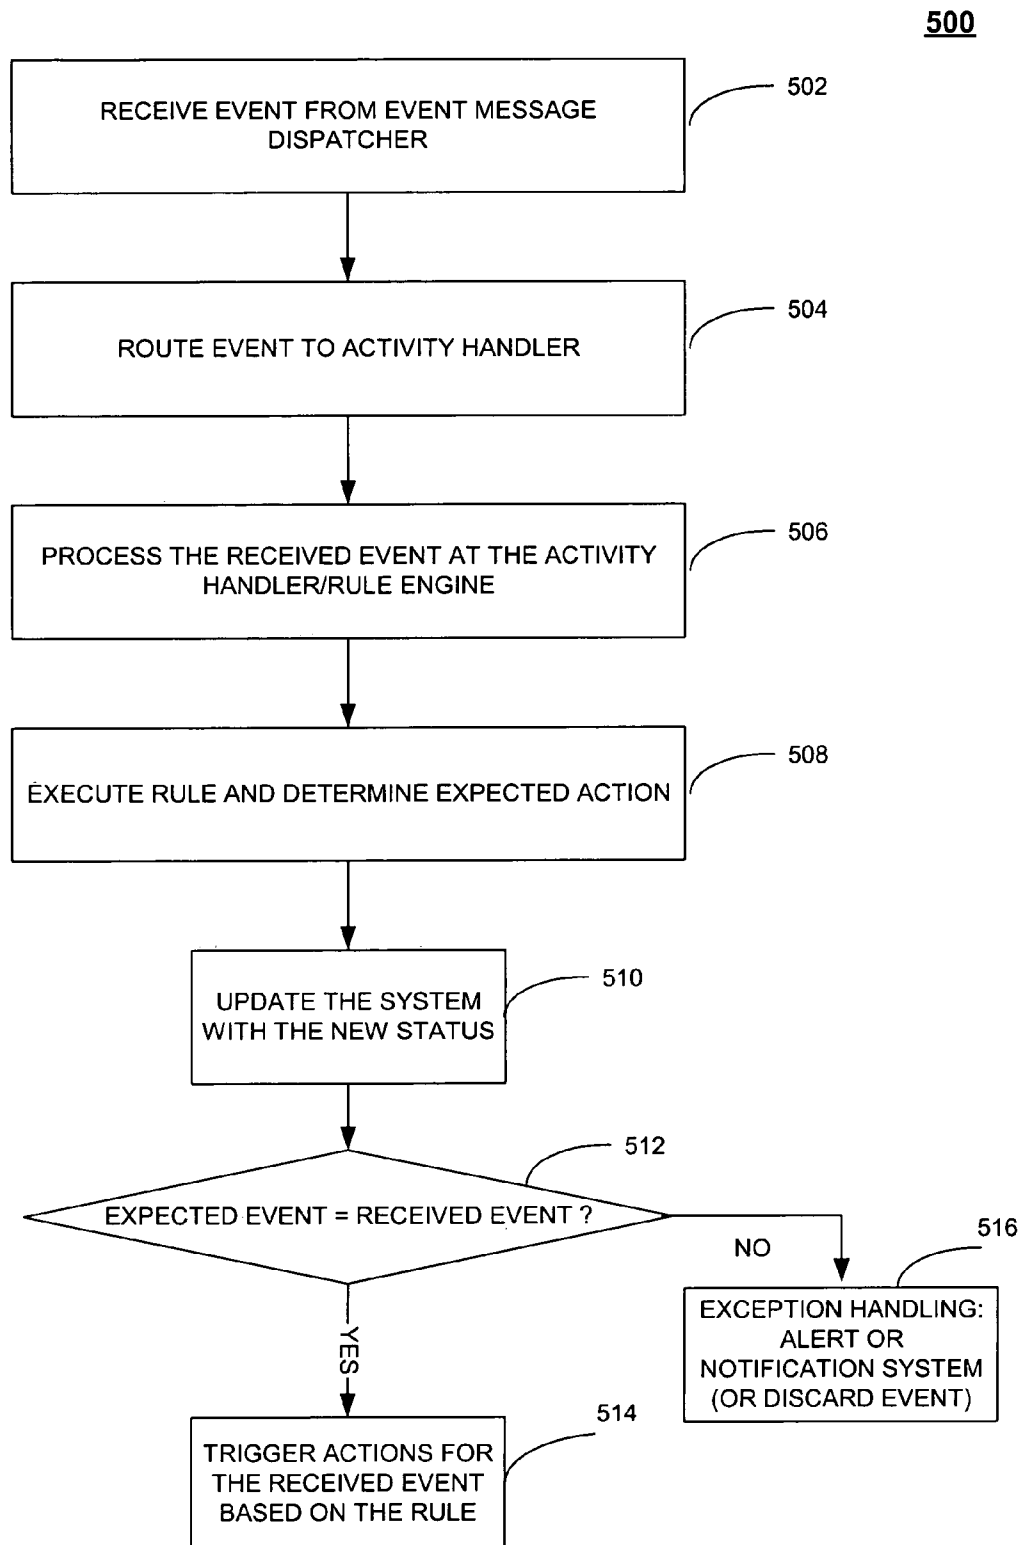 500
RECEIVE EVENT FROM EVENT MESSAGE
DISPATCHER
502
ROUTE EVENT TO ACTIVITY HANDLER
504
PROCESS THE RECEIVED EVENT AT THE ACTIVITY
HANDLER/RULE ENGINE
506
EXECUTE RULE AND DETERMINE EXPECTED ACTION
508
UPDATE THE SYSTEM
WITH THE NEW STATUS
510
EXPECTED EVENT = RECEIVED EVENT ?
512
NO
YES
EXCEPTION HANDLING:
ALERT OR
NOTIFICATION SYSTEM
(OR DISCARD EVENT)
516
TRIGGER ACTIONS FOR
THE RECEIVED EVENT
BASED ON THE RULE
514